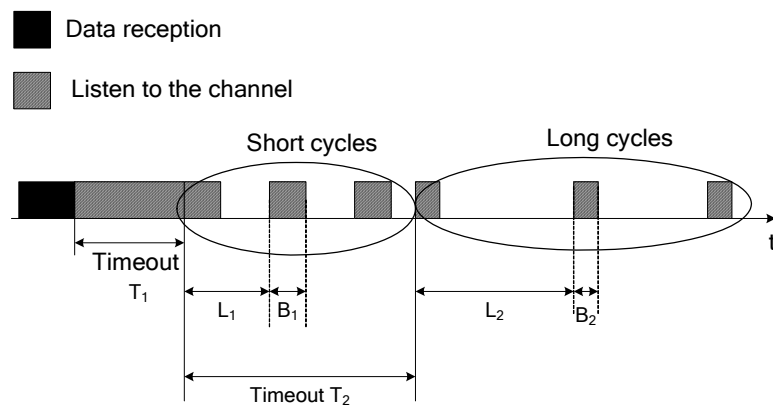 Data reception
Listen to the channel
Short cycles
Long cycles
t
Timeout
T₁
L₁
B₁
L₂
B₂
Timeout T₂